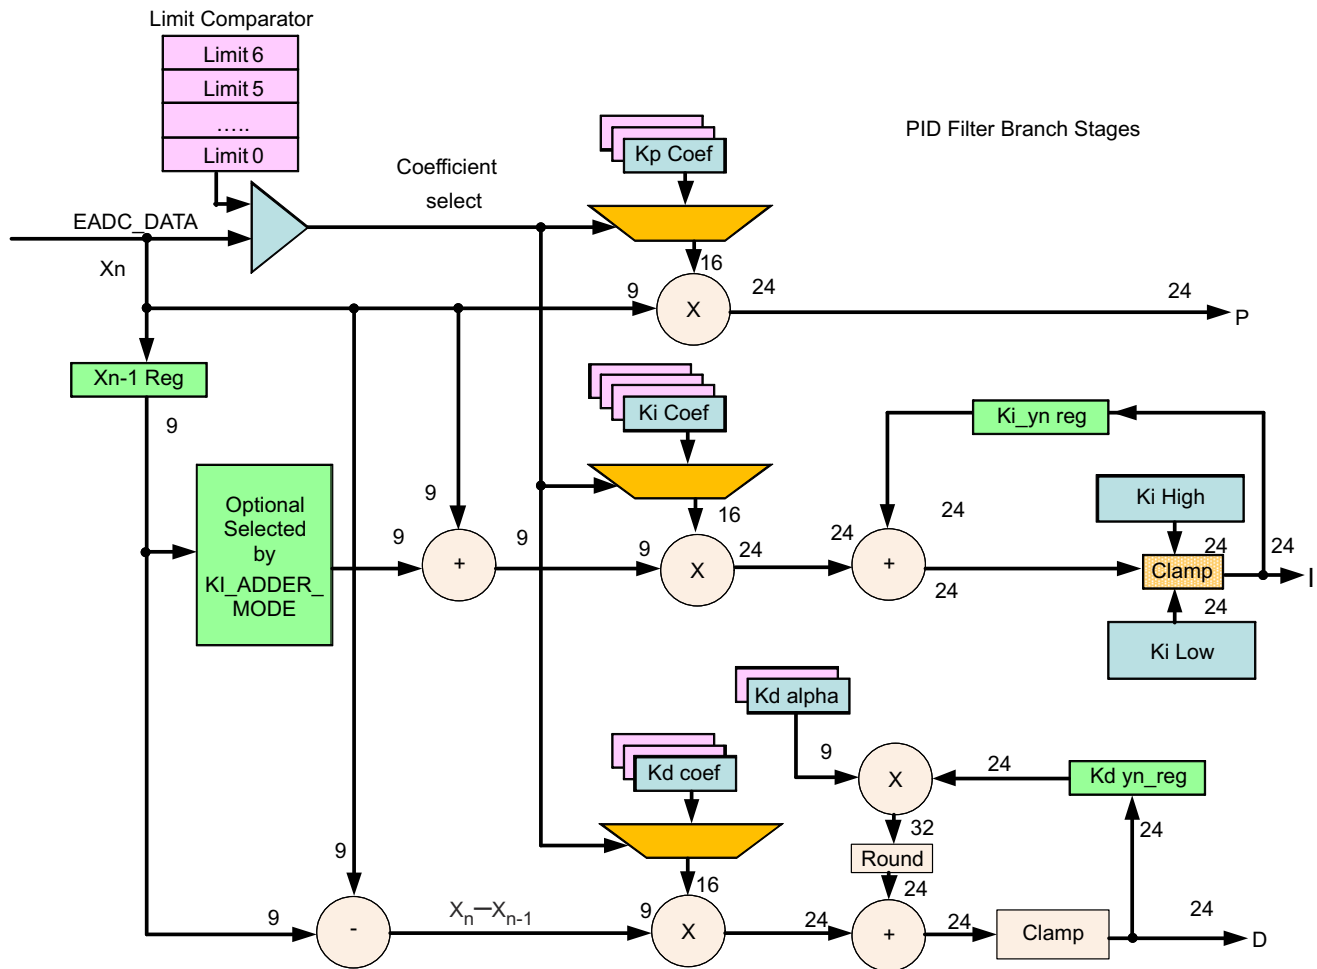 Limit Comparator
Limit 6
Limit 5
.....
Limit 0
PID Filter Branch Stages
Kp Coef
Coefficient
select
EADC_DATA
Xn
16
9
X
24
24
P
Xn-1 Reg
9
Ki Coef
Ki_yn reg
Optional
Selected
by
KI_ADDER_
MODE
9
9
+
9
16
9
X
24
24
24
+
24
Ki High
24
24
Clamp
I
24
Ki Low
Kd alpha
9
X
24
Kd yn_reg
24
32
Round
24
Kd coef
16
9
9
-
Xn—Xn-1
9
X
24
+
24
Clamp
24
D